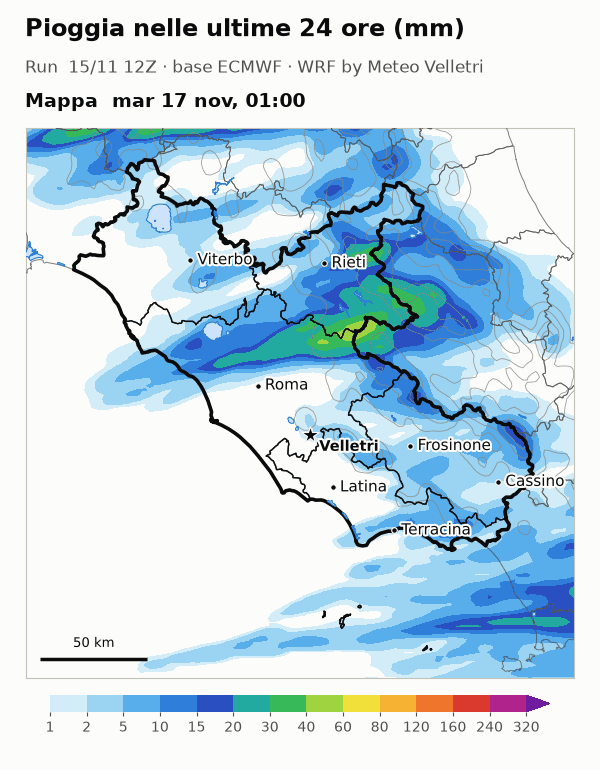 Pioggia nelle ultime 24 ore (mm)
Run  15/11 12Z · base ECMWF · WRF by Meteo Velletri
Mappa  mar 17 nov, 01:00
Viterbo
Rieti
Roma
Velletri
Frosinone
Cassino
Latina
Terracina
50 km
1 2 5 10 15 20 30 40 60 80 120 160 240 320